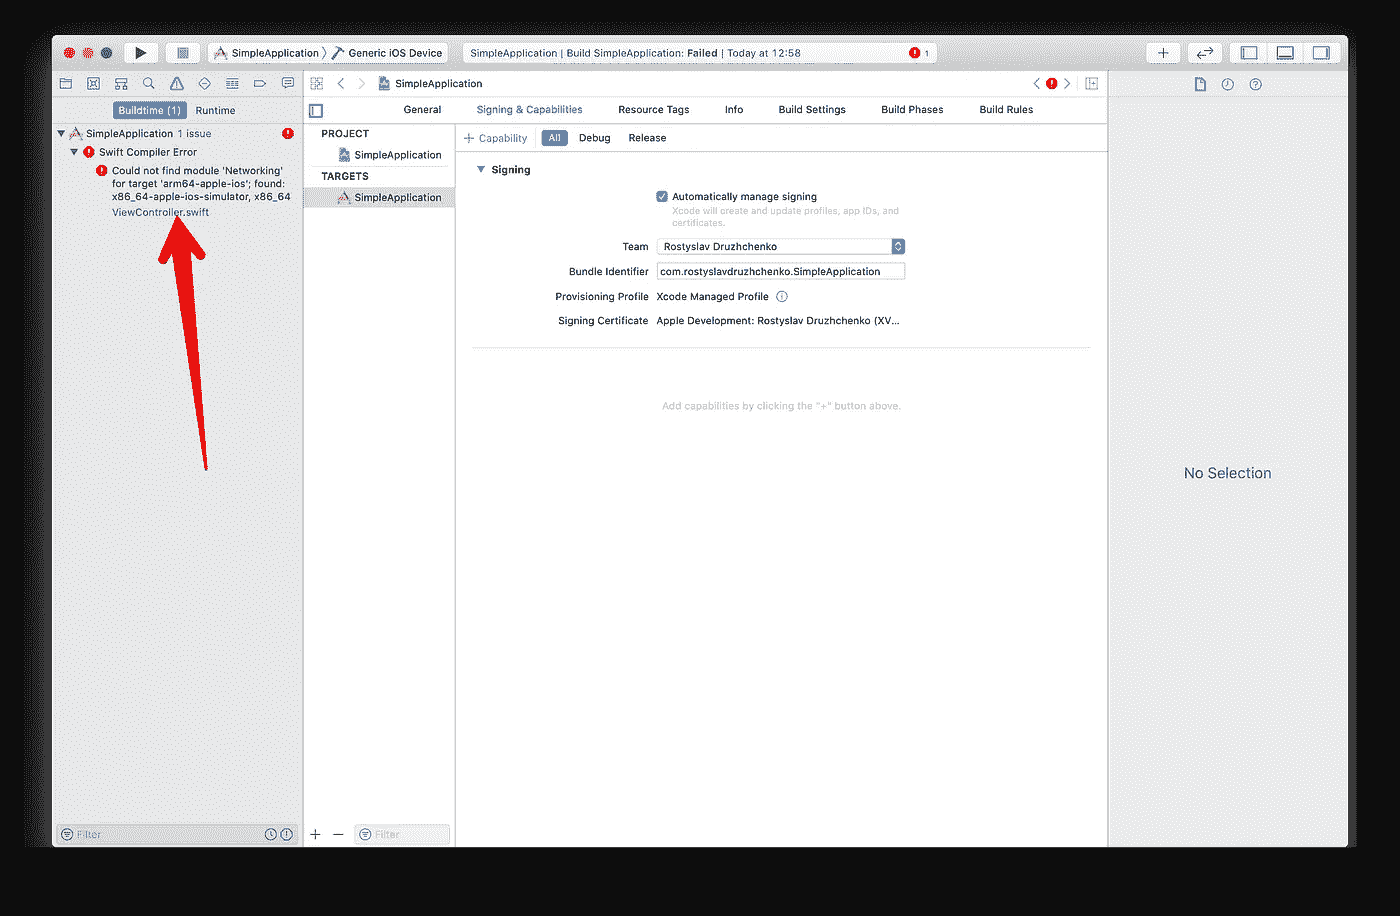 SimpleApplication
Generic iOS Device
SimpleApplication | Build SimpleApplication: Failed | Today at 12:58
1
SimpleApplication
Buildtime (1)
Runtime
General
Signing & Capabilities
Resource Tags
Info
Build Settings
Build Phases
Build Rules
SimpleApplication 1 issue
Swift Compiler Error
Could not find module 'Networking'
for target 'arm64-apple-ios'; found:
x86_64-apple-ios-simulator, x86_64
ViewController.swift
PROJECT
SimpleApplication
TARGETS
SimpleApplication
Capability
All
Debug
Release
Signing
Automatically manage signing
Xcode will create and update profiles, app IDs, and
certificates.
Team
Rostyslav Druzhchenko
Bundle Identifier
com.rostyslavdruzhchenko.SimpleApplication
Provisioning Profile
Xcode Managed Profile
Signing Certificate
Apple Development: Rostyslav Druzhchenko (XV...
Add capabilities by clicking the "+" button above.
No Selection
Filter
Filter